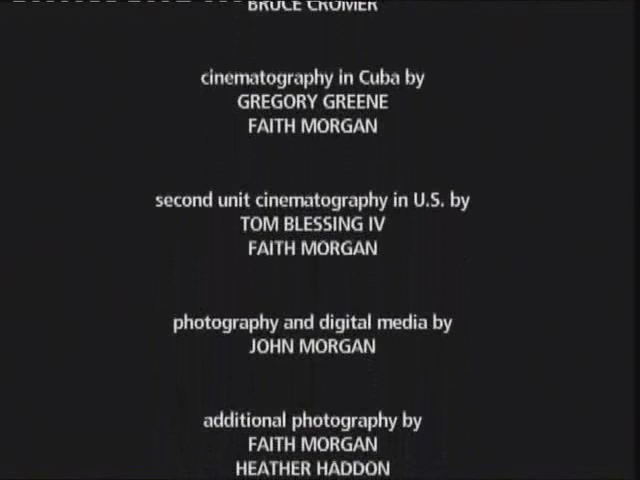 BRUCE CROMER
cinematography in Cuba by
GREGORY GREENE
FAITH MORGAN
second unit cinematography in U.S. by
TOM BLESSING IV
FAITH MORGAN
photography and digital media by
JOHN MORGAN
additional photography by
FAITH MORGAN
HEATHER HADDON